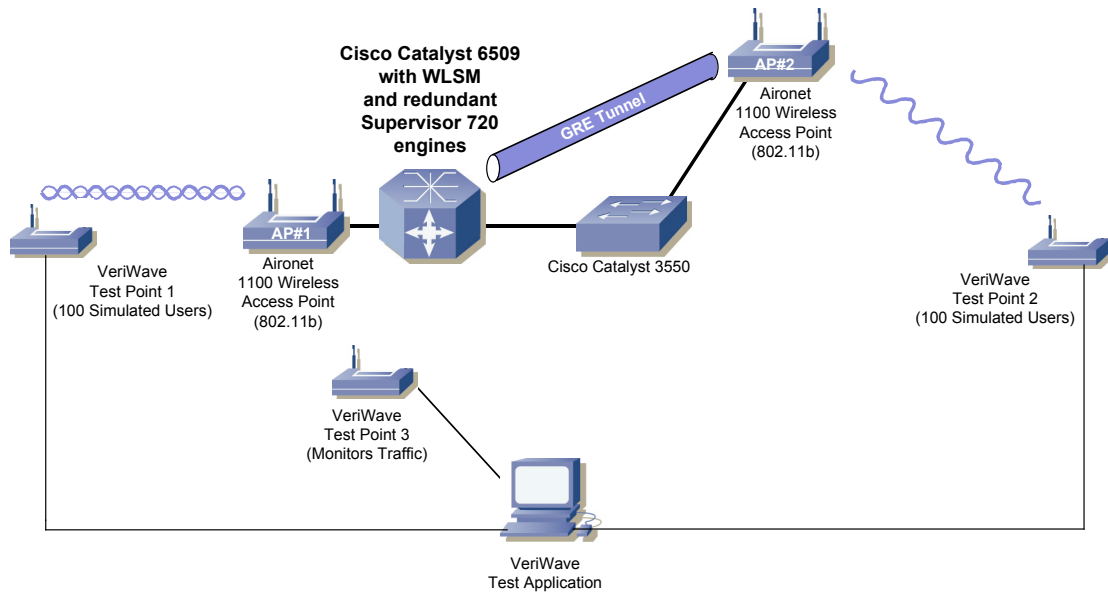 Cisco Catalyst 6509
with WLSM
and redundant
Supervisor 720
engines
GRE Tunnel
AP#2
Aironet
1100 Wireless
Access Point
(802.11b)
AP#1
Aironet
1100 Wireless
Access Point
(802.11b)
Cisco Catalyst 3550
VeriWave
Test Point 1
(100 Simulated Users)
VeriWave
Test Point 2
(100 Simulated Users)
VeriWave
Test Point 3
(Monitors Traffic)
VeriWave
Test Application